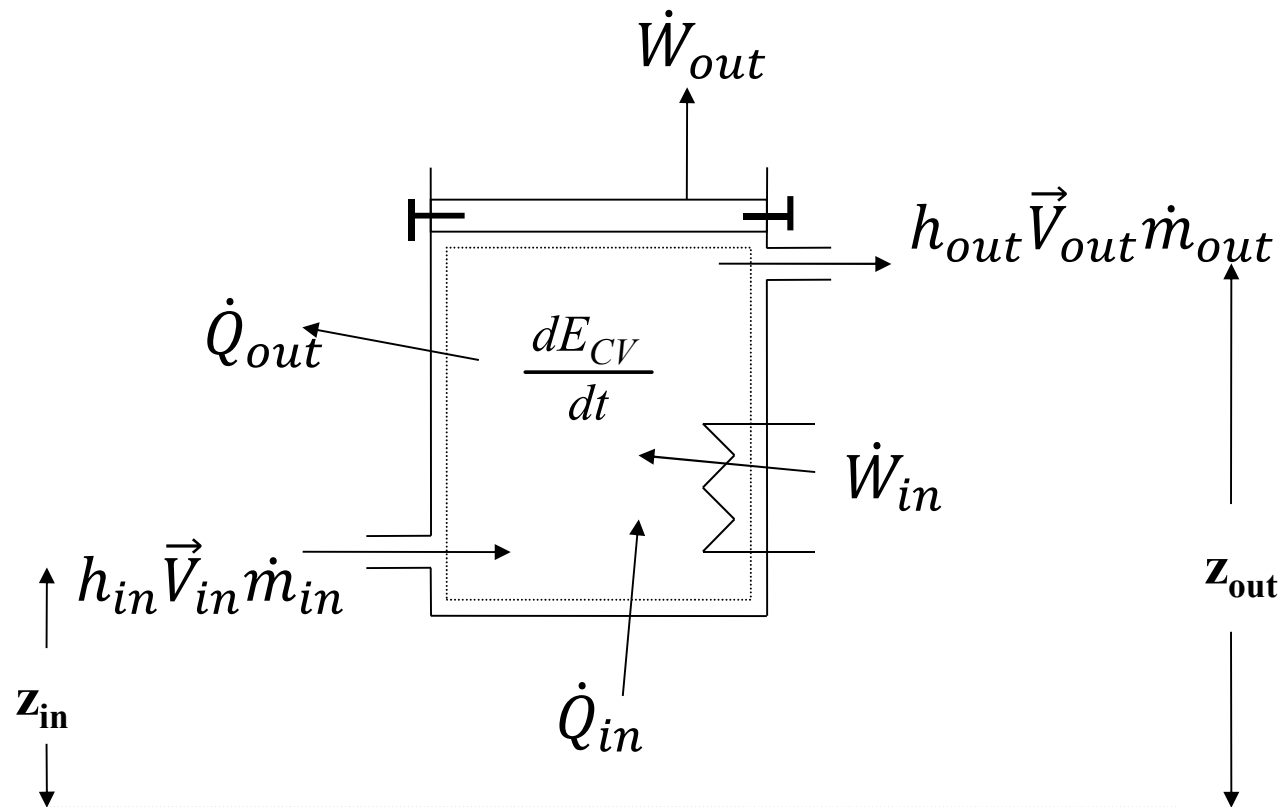 Ẇ_out
h_out V⃗_out ṁ_out
Q̇_out
dE_CV
dt
Ẇ_in
h_in V⃗_in ṁ_in
z_out
z_in
Q̇_in